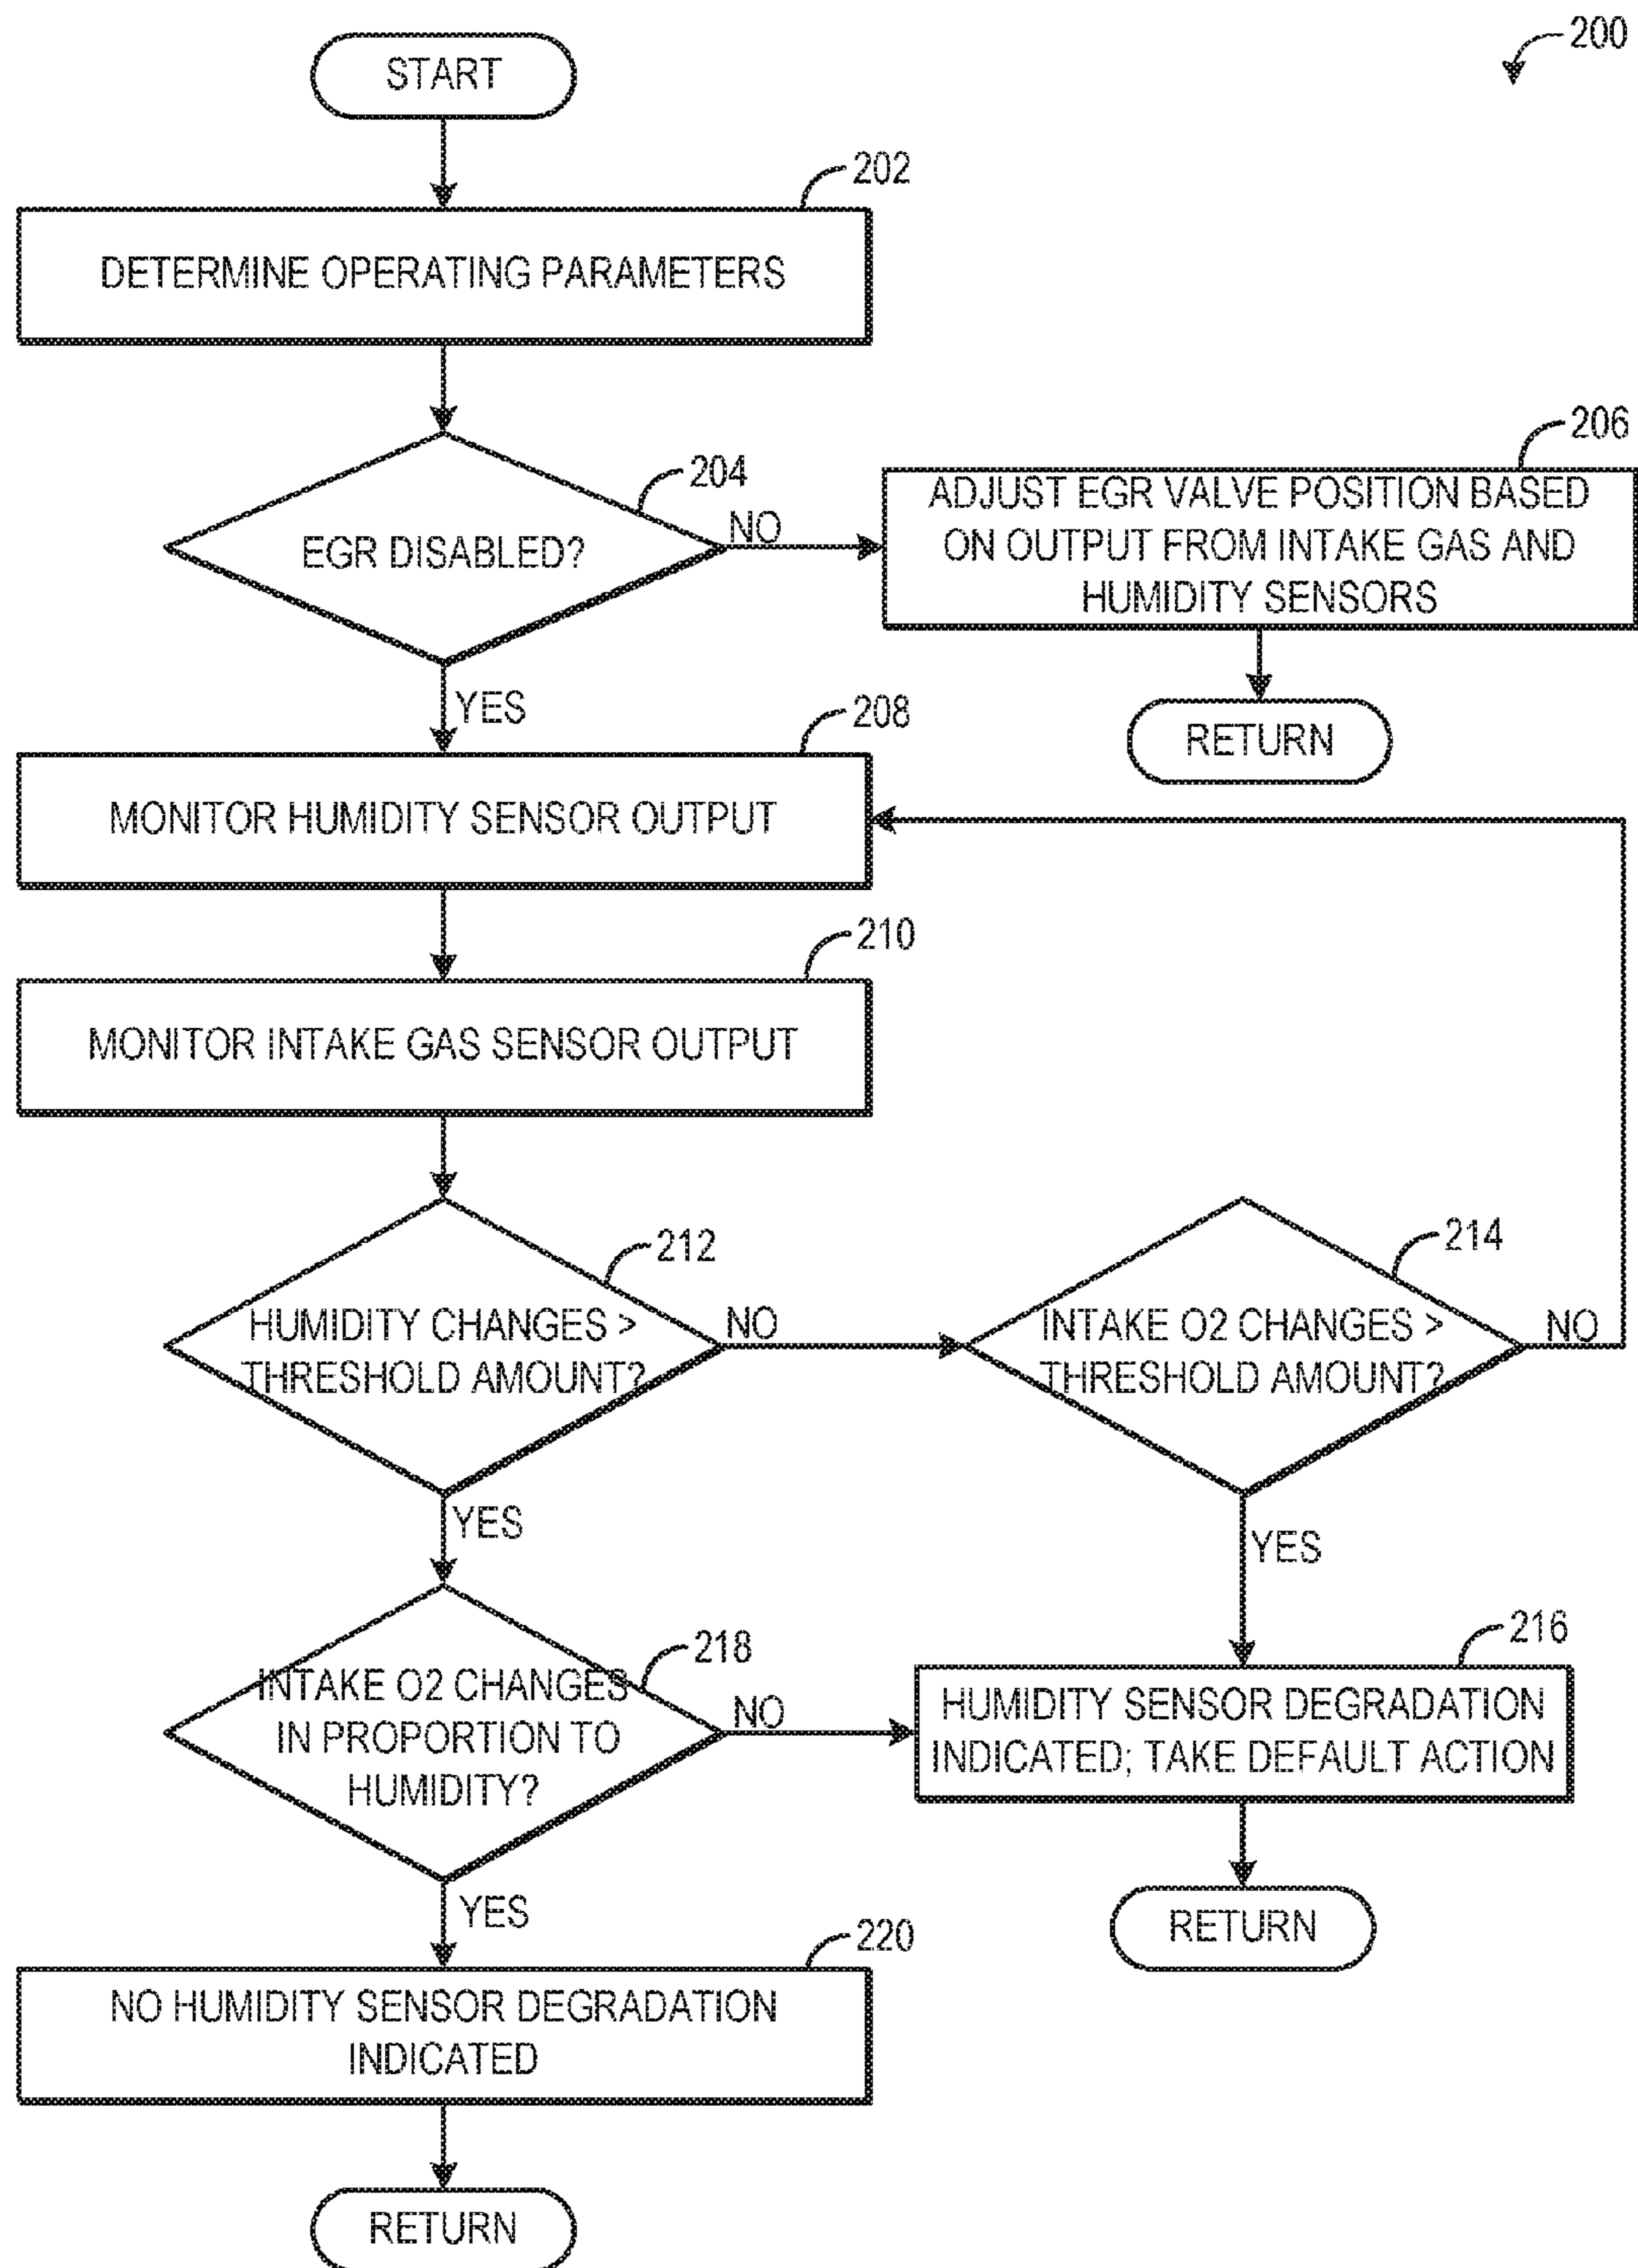 200
START
202
DETERMINE OPERATING PARAMETERS
204
EGR DISABLED?
NO
206
ADJUST EGR VALVE POSITION BASED
ON OUTPUT FROM INTAKE GAS AND
HUMIDITY SENSORS
RETURN
YES
208
MONITOR HUMIDITY SENSOR OUTPUT
210
MONITOR INTAKE GAS SENSOR OUTPUT
212
HUMIDITY CHANGES >
THRESHOLD AMOUNT?
NO
214
INTAKE O2 CHANGES >
THRESHOLD AMOUNT?
NO
YES
YES
218
INTAKE O2 CHANGES
IN PROPORTION TO
HUMIDITY?
NO
216
HUMIDITY SENSOR DEGRADATION
INDICATED; TAKE DEFAULT ACTION
RETURN
YES
220
NO HUMIDITY SENSOR DEGRADATION
INDICATED
RETURN